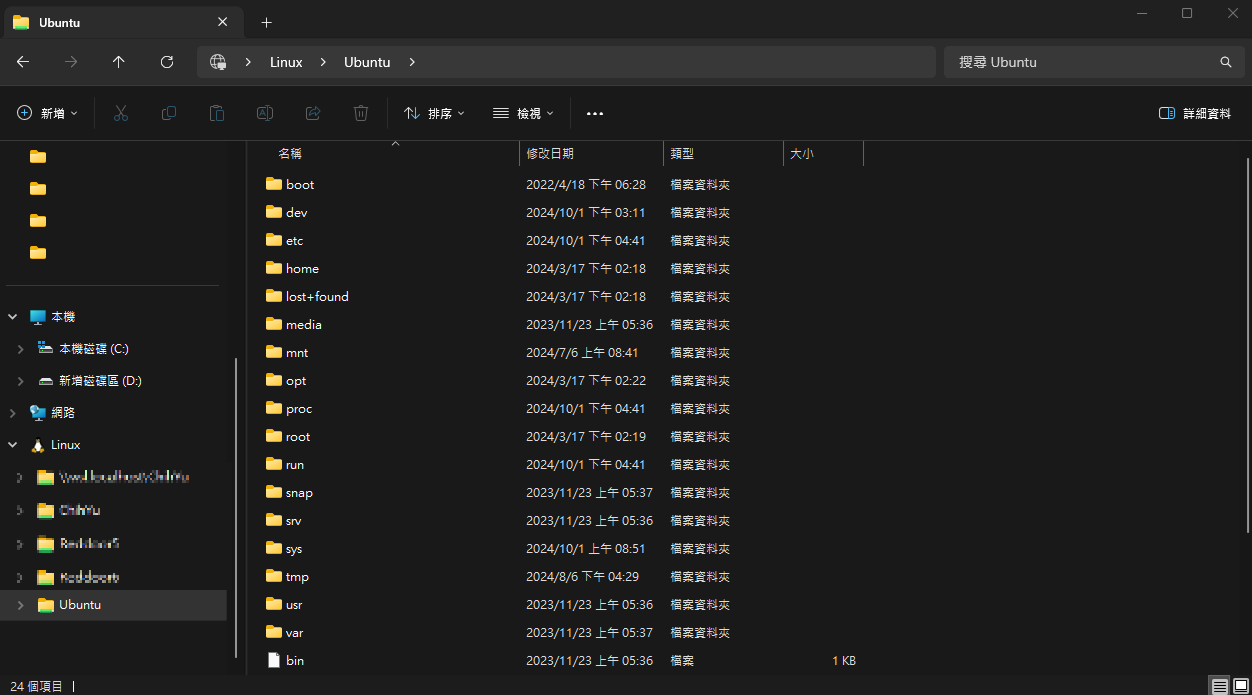 Ubuntu
Linux Ubuntu
搜尋 Ubuntu
新增 排序 檢視 詳細資料
名稱 修改日期 類型 大小
boot 2022/4/18 下午 06:28 檔案資料夾
dev 2024/10/1 下午 03:11 檔案資料夾
etc 2024/10/1 下午 04:41 檔案資料夾
home 2024/3/17 下午 02:18 檔案資料夾
lost+found 2024/3/17 下午 02:18 檔案資料夾
media 2023/11/23 上午 05:36 檔案資料夾
mnt 2024/7/6 上午 08:41 檔案資料夾
opt 2024/3/17 下午 02:22 檔案資料夾
proc 2024/10/1 下午 04:41 檔案資料夾
root 2024/3/17 下午 02:19 檔案資料夾
run 2024/10/1 下午 04:41 檔案資料夾
snap 2023/11/23 上午 05:37 檔案資料夾
srv 2023/11/23 上午 05:36 檔案資料夾
sys 2024/10/1 上午 08:51 檔案資料夾
tmp 2024/8/6 下午 04:29 檔案資料夾
usr 2023/11/23 上午 05:36 檔案資料夾
var 2023/11/23 上午 05:37 檔案資料夾
bin 2023/11/23 上午 05:36 檔案 1 KB
本機
本機磁碟 (C:)
新增磁碟區 (D:)
網路
Linux
Ubuntu
24 個項目